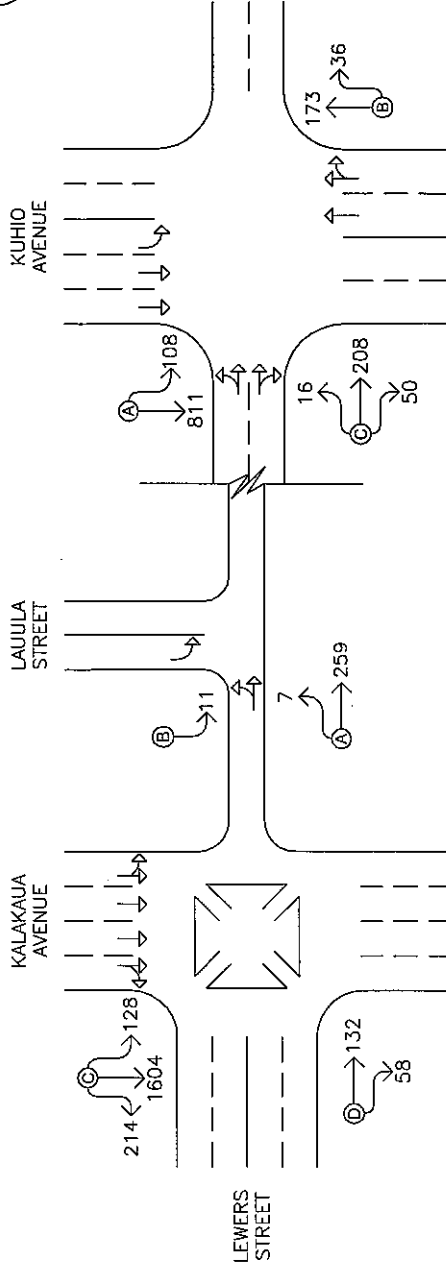 KALAKAUA
AVENUE
LAUULA
STREET
KUHIO
AVENUE
LEWERS
STREET
C
214
1604
128
D
132
58
B
11
A
7
259
A
811
108
C
16
208
50
B
173
36